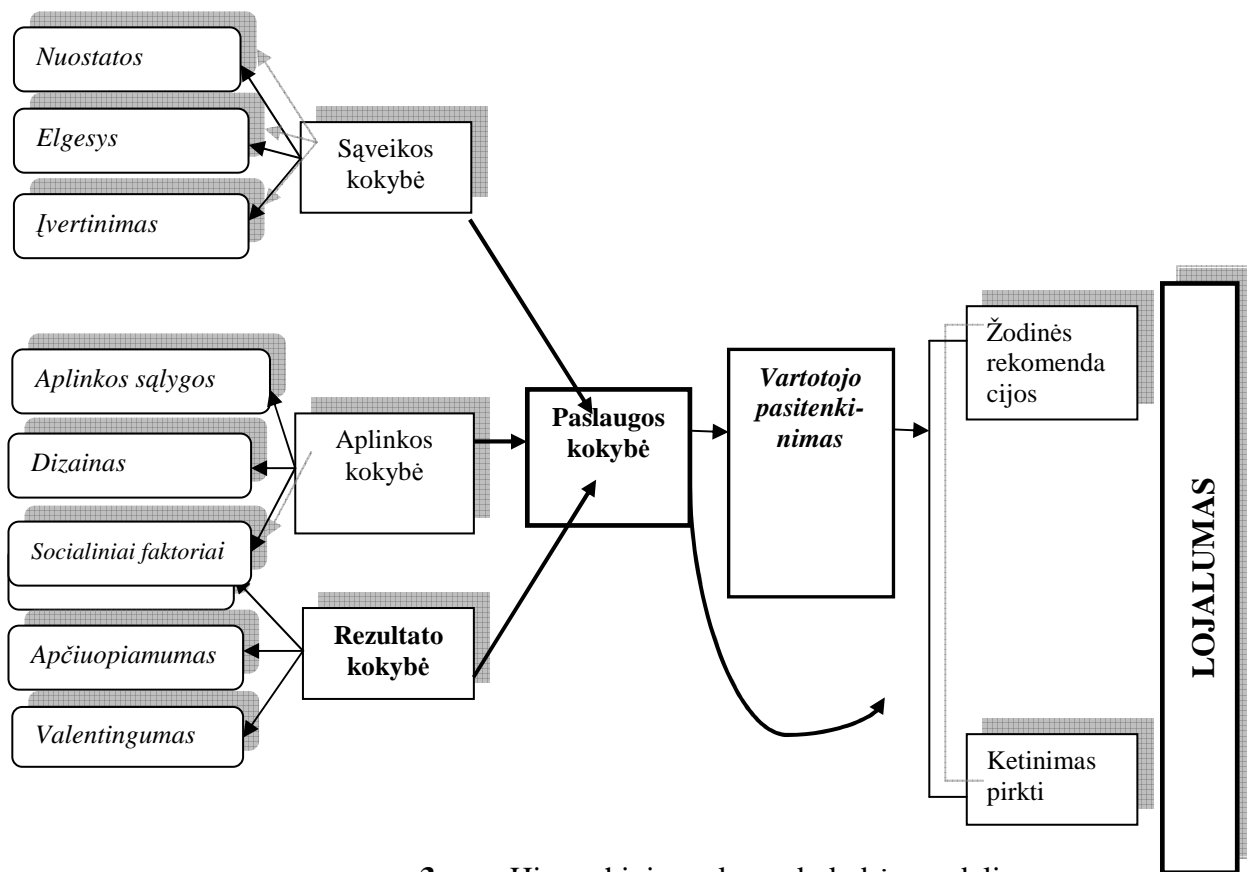 Nuostatos
Elgesys
Įvertinimas
Sąveikos
kokybė
Aplinkos sąlygos
Dizainas
Socialiniai faktoriai
Aplinkos
kokybė
Apčiuopiamumas
Valentingumas
Rezultato
kokybė
Paslaugos
kokybė
Vartotojo
pasitenki-
nimas
Žodinės
rekomenda
cijos
Ketinimas
pirkti
LOJALUMAS